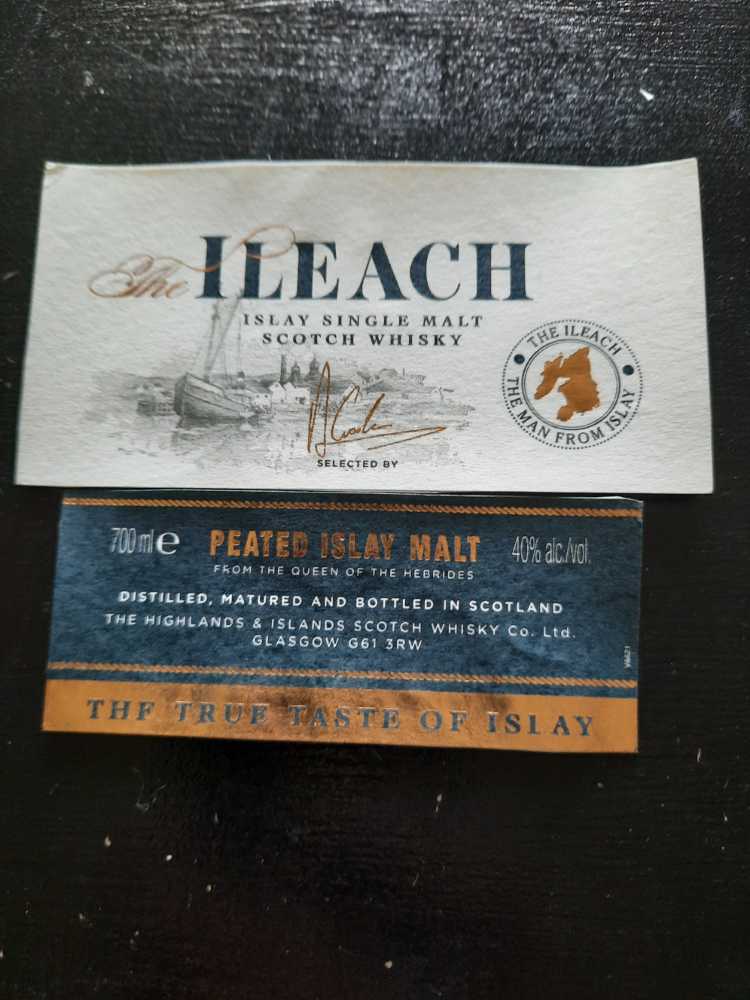 The ILEACH
ISLAY SINGLE MALT
SCOTCH WHISKY
SELECTED BY
THE ILEACH
THE MAN FROM ISLAY
700 ml e PEATED ISLAY MALT 40% alc./vol.
FROM THE QUEEN OF THE HEBRIDES
DISTILLED, MATURED AND BOTTLED IN SCOTLAND
THE HIGHLANDS & ISLANDS SCOTCH WHISKY Co. Ltd.
GLASGOW G61 3RW
THE TRUE TASTE OF ISLAY